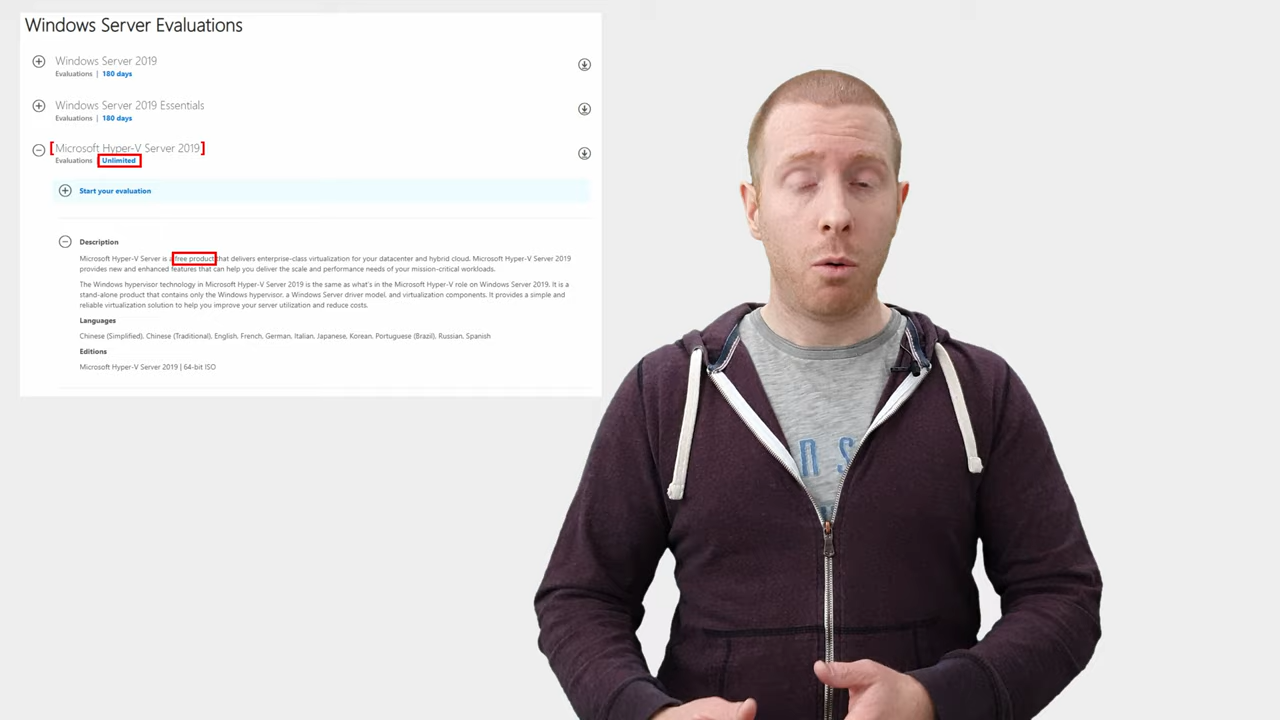 Windows Server Evaluations
Windows Server 2019
Evaluations | 180 days
Windows Server 2019 Essentials
Evaluations | 180 days
[Microsoft Hyper-V Server 2019]
Evaluations Unlimited
Start your evaluation
Description
Microsoft Hyper-V Server is a free product that delivers enterprise-class virtualization for your datacenter and hybrid cloud. Microsoft Hyper-V Server 2019
provides new and enhanced features that can help you deliver the scale and performance needs of your mission-critical workloads.
The Windows hypervisor technology in Microsoft Hyper-V Server 2019 is the same as what's in the Microsoft Hyper-V role on Windows Server 2019. It is a
stand-alone product that contains only the Windows hypervisor, a Windows Server driver model, and virtualization components. It provides a simple and
reliable virtualization solution to help you improve your server utilization and reduce costs.
Languages
Chinese (Simplified), Chinese (Traditional), English, French, German, Italian, Japanese, Korean, Portuguese (Brazil), Russian, Spanish
Editions
Microsoft Hyper-V Server 2019 | 64-bit ISO